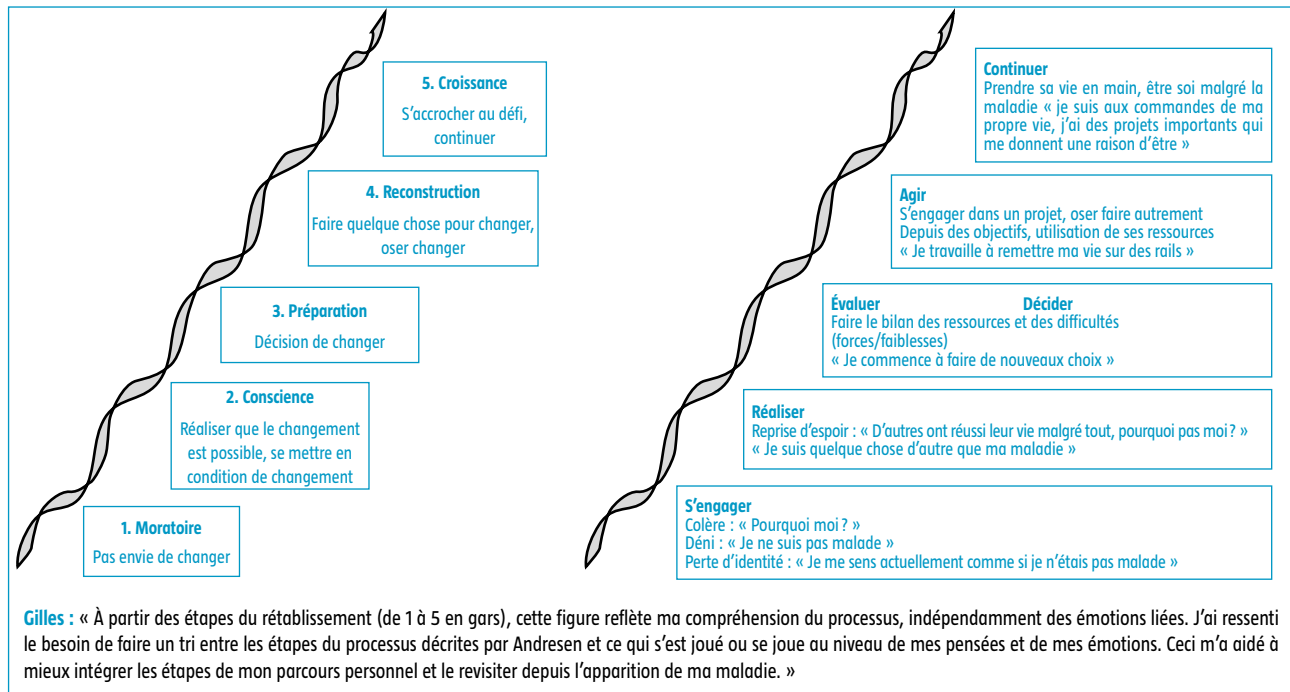 5. Croissance
S'accrocher au défi,
continuer
4. Reconstruction
Faire quelque chose pour changer,
oser changer
3. Préparation
Décision de changer
2. Conscience
Réaliser que le changement
est possible, se mettre en
condition de changement
1. Moratoire
Pas envie de changer
Continuer
Prendre sa vie en main, être soi malgré la
maladie « je suis aux commandes de ma
propre vie, j'ai des projets importants qui
me donnent une raison d'être »
Agir
S'engager dans un projet, oser faire autrement
Depuis des objectifs, utilisation de ses ressources
« Je travaille à remettre ma vie sur des rails »
Évaluer Décider
Faire le bilan des ressources et des difficultés
(forces/faiblesses)
« Je commence à faire de nouveaux choix »
Réaliser
Reprise d'espoir : « D'autres ont réussi leur vie malgré tout, pourquoi pas moi ? »
« Je suis quelque chose d'autre que ma maladie »
S'engager
Colère : « Pourquoi moi ? »
Déni : « Je ne suis pas malade »
Perte d'identité : « Je me sens actuellement comme si je n'étais pas malade »
Gilles : « À partir des étapes du rétablissement (de 1 à 5 en gars), cette figure reflète ma compréhension du processus, indépendamment des émotions liées. J'ai ressenti
le besoin de faire un tri entre les étapes du processus décrites par Andresen et ce qui s'est joué ou se joue au niveau de mes pensées et de mes émotions. Ceci m'a aidé à
mieux intégrer les étapes de mon parcours personnel et le revisiter depuis l'apparition de ma maladie. »